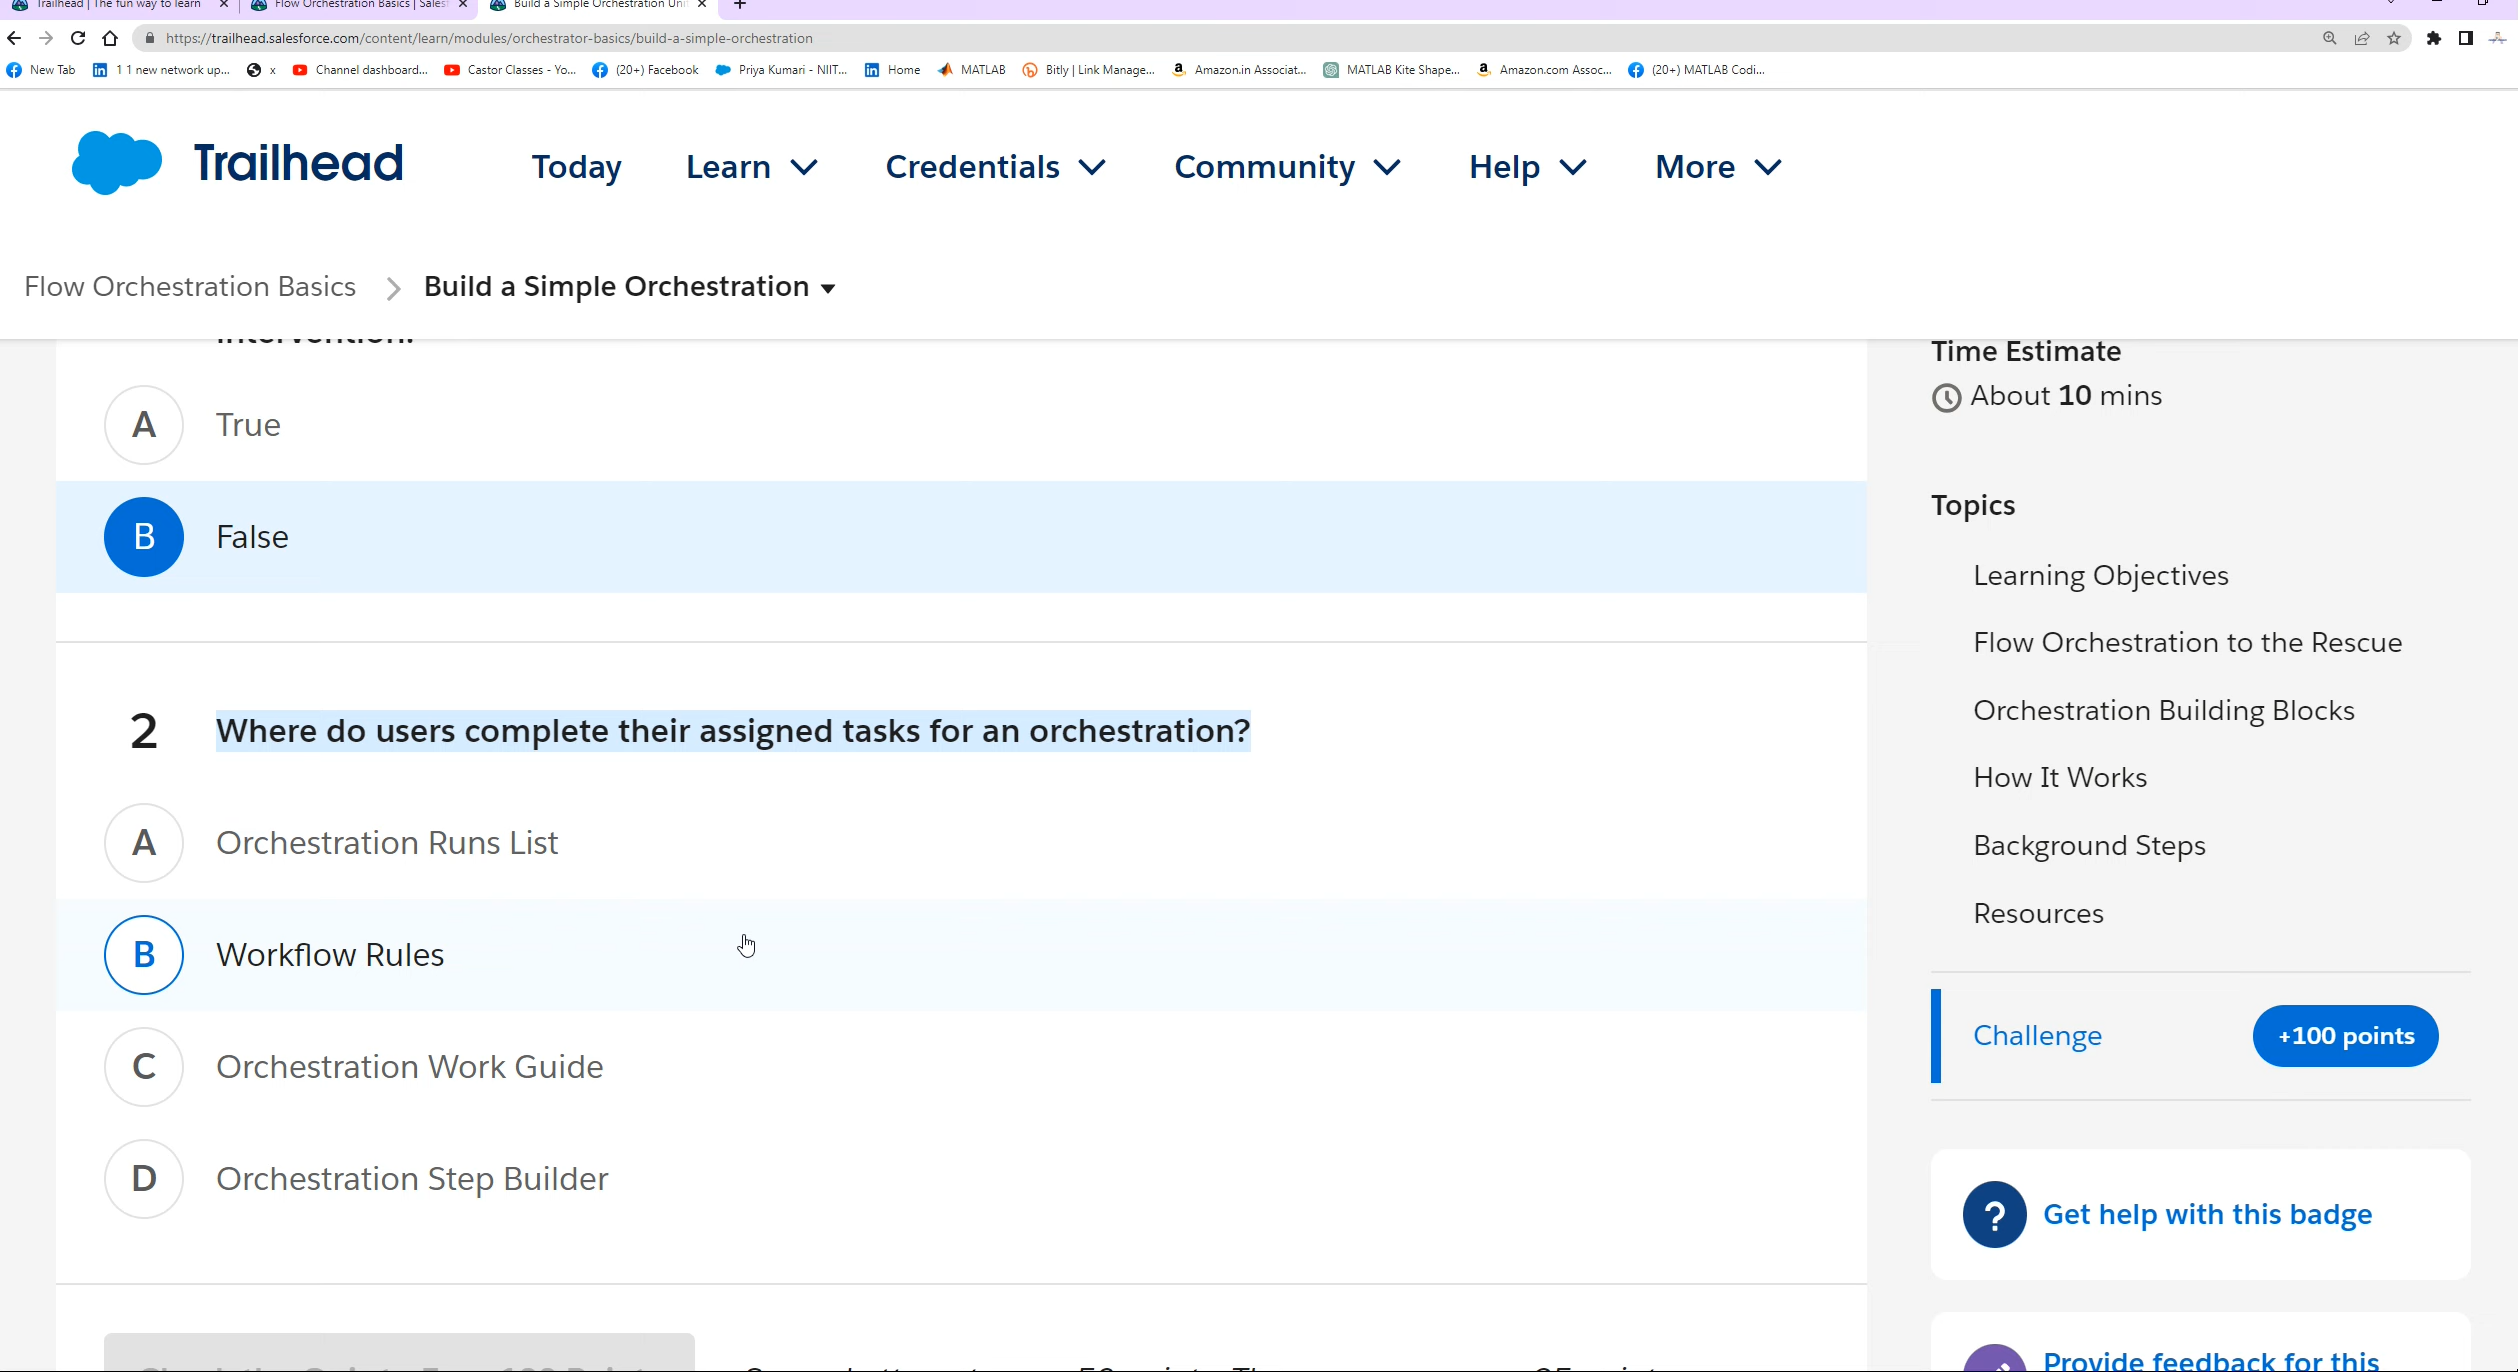 Trailhead | The fun way to learn
Flow Orchestration Basics | Sales
Build a Simple Orchestration Uni
https://trailhead.salesforce.com/content/learn/modules/orchestrator-basics/build-a-simple-orchestration
New Tab 1 1 new network up... x Channel dashboard... Castor Classes - Yo... (20+) Facebook Priya Kumari - NIIT... Home MATLAB Bitly | Link Manage... Amazon.in Associat... MATLAB Kite Shape... Amazon.com Assoc... (20+) MATLAB Codi...
Trailhead Today Learn Credentials Community Help More
Flow Orchestration Basics Build a Simple Orchestration
A True
B False
2 Where do users complete their assigned tasks for an orchestration?
A Orchestration Runs List
B Workflow Rules
C Orchestration Work Guide
D Orchestration Step Builder
Time Estimate
About 10 mins
Topics
Learning Objectives
Flow Orchestration to the Rescue
Orchestration Building Blocks
How It Works
Background Steps
Resources
Challenge +100 points
? Get help with this badge
Provide feedback for this